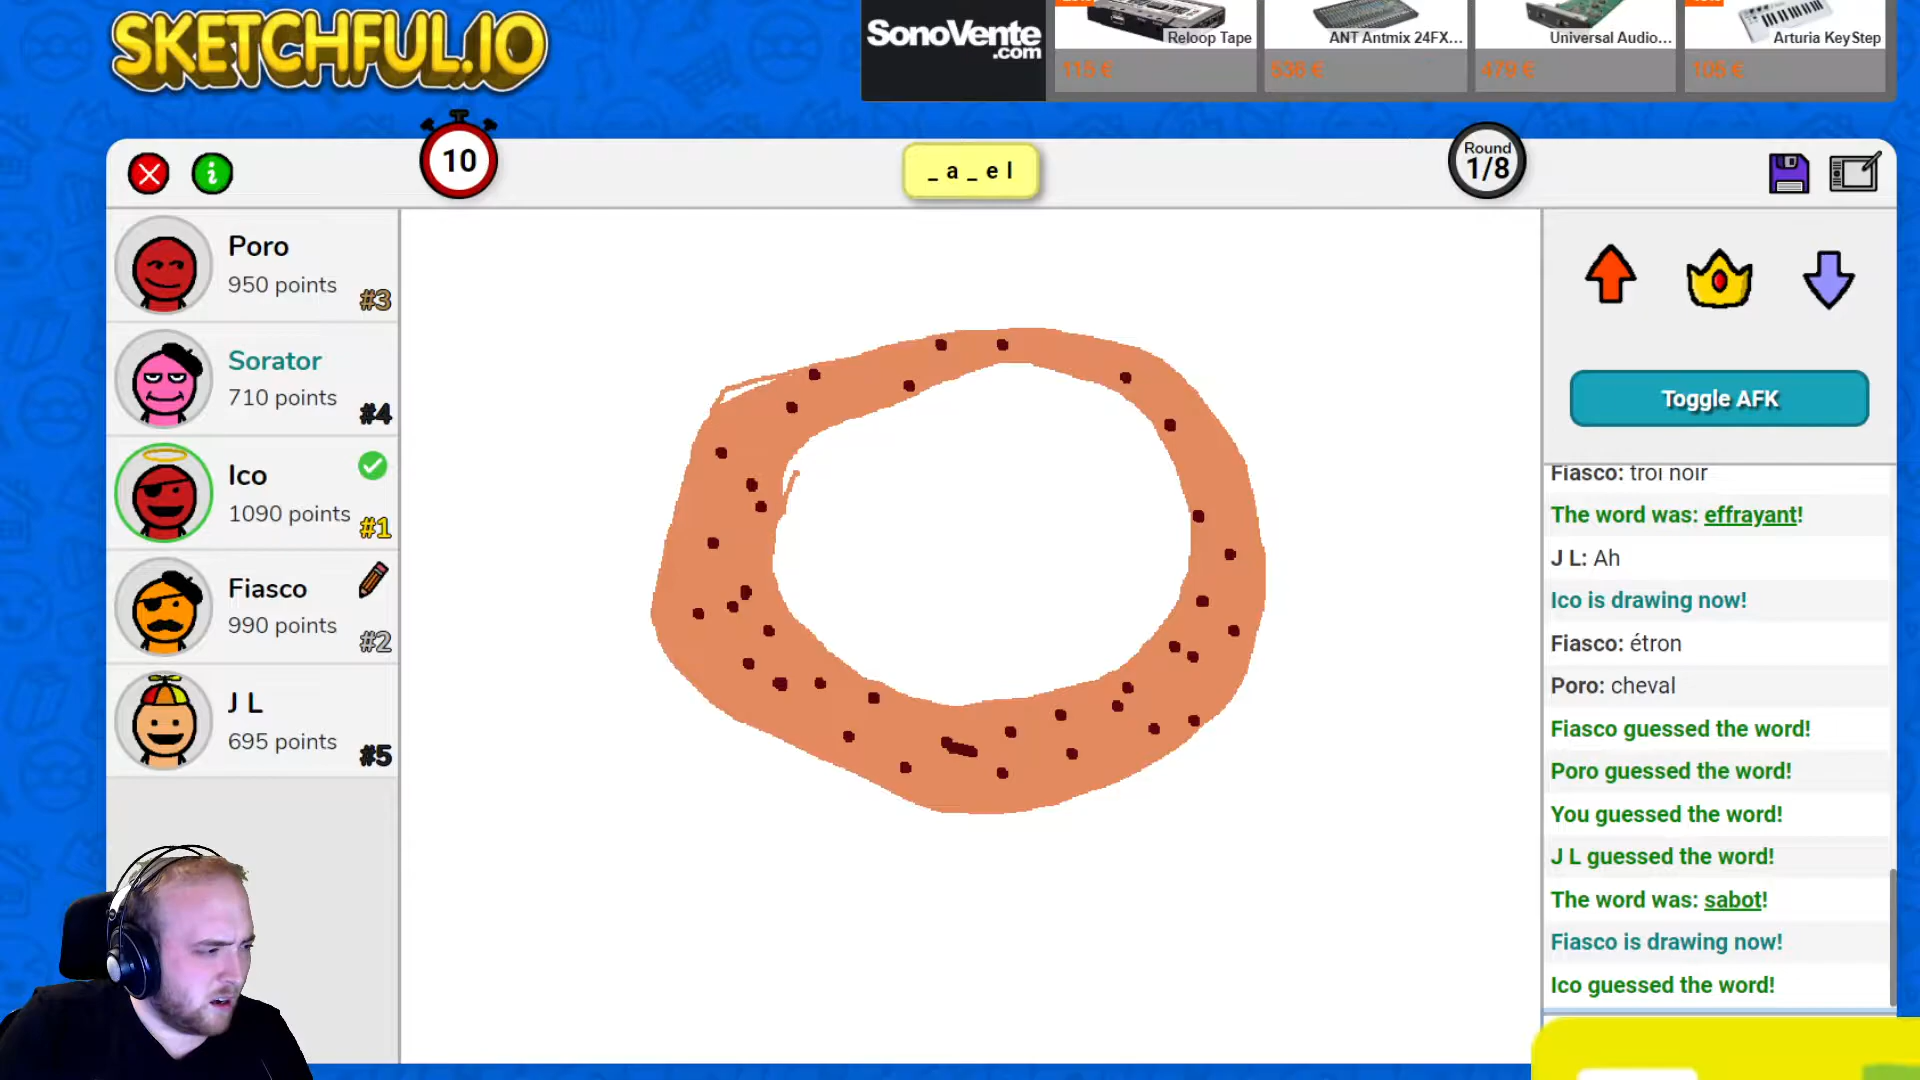 SKETCHFUL.IO
SonoVente
.com
Reloop Tape
115 €
ANT Antmix 24FX...
536 €
Universal Audio...
479 €
Arturia KeyStep
106 €
10
_ a _ e l
Round
1/8
Poro
950 points
#3
Sorator
710 points
#4
Ico
1090 points
#1
Fiasco
990 points
#2
J L
695 points
#5
Toggle AFK
Fiasco: troi noir
The word was: effrayant!
J L: Ah
Ico is drawing now!
Fiasco: étron
Poro: cheval
Fiasco guessed the word!
Poro guessed the word!
You guessed the word!
J L guessed the word!
The word was: sabot!
Fiasco is drawing now!
Ico guessed the word!